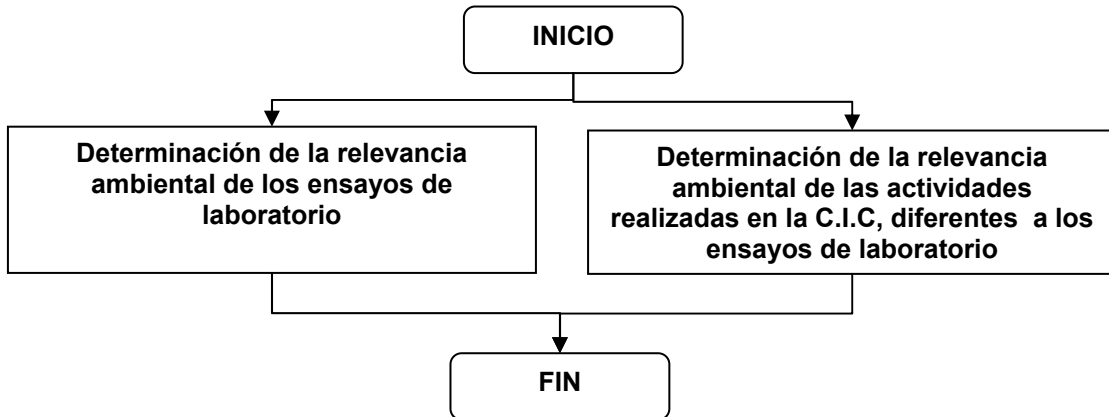 INICIO
Determinación de la relevancia
ambiental de los ensayos de
laboratorio
Determinación de la relevancia
ambiental de las actividades
realizadas en la C.I.C, diferentes a los
ensayos de laboratorio
FIN